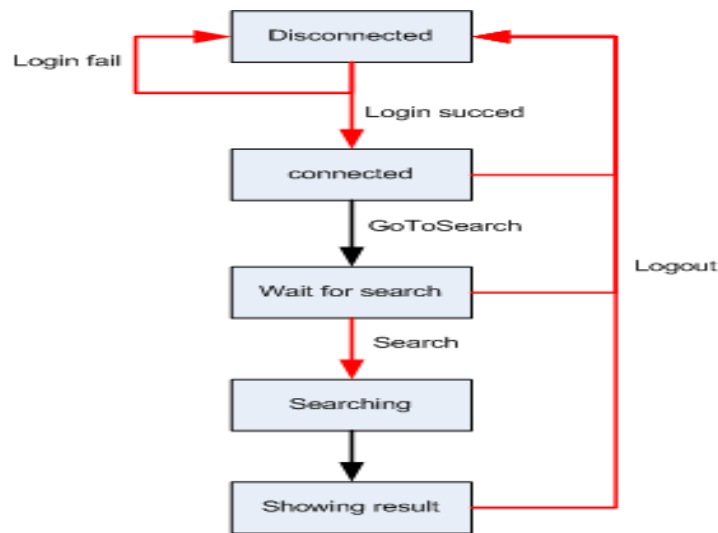 Disconnected
Login fail
Login succed
connected
GoToSearch
Logout
Wait for search
Search
Searching
Showing result